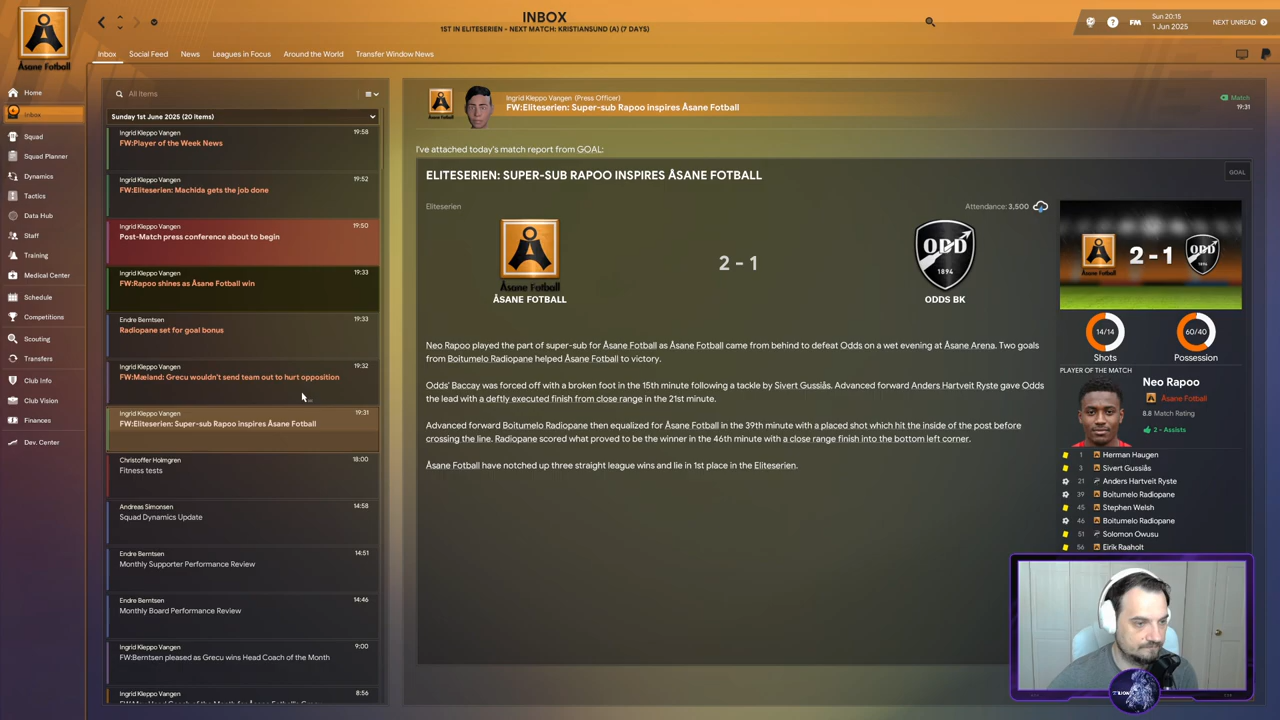 Åsane Fotball
INBOX
1ST IN ELITESERIEN - NEXT MATCH: KRISTIANSUND (A) (7 DAYS)
FM
Sun 20:15
1 Jun 2025
NEXT UNREAD
Inbox
Social Feed
News
Leagues in Focus
Around the World
Transfer Window News
Home
Inbox
Squad
Squad Planner
Dynamics
Tactics
Data Hub
Staff
Training
Medical Center
Schedule
Competitions
Scouting
Transfers
Club Info
Club Vision
Finances
Dev. Center
All Items
Sunday 1st June 2025 (20 Items)
Ingrid Kleppo Vangen 19:58
FW:Player of the Week News
Ingrid Kleppo Vangen 19:52
FW:Eliteserien: Machida gets the job done
Ingrid Kleppo Vangen 19:50
Post-Match press conference about to begin
Ingrid Kleppo Vangen 19:33
FW:Rapoo shines as Åsane Fotball win
Endre Berntsen 19:33
Radiopane set for goal bonus
Ingrid Kleppo Vangen 19:32
FW:Mæland: Grecu wouldn't send team out to hurt opposition
Ingrid Kleppo Vangen 19:31
FW:Eliteserien: Super-sub Rapoo inspires Åsane Fotball
Christoffer Holmgren 18:00
Fitness tests
Andreas Simonsen 14:58
Squad Dynamics Update
Endre Berntsen 14:51
Monthly Supporter Performance Review
Endre Berntsen 14:46
Monthly Board Performance Review
Ingrid Kleppo Vangen 9:00
FW:Berntsen pleased as Grecu wins Head Coach of the Month
Ingrid Kleppo Vangen 8:56
Ingrid Kleppo Vangen (Press Officer)
FW:Eliteserien: Super-sub Rapoo inspires Åsane Fotball
Match
19:31
I've attached today's match report from GOAL:
ELITESERIEN: SUPER-SUB RAPOO INSPIRES ÅSANE FOTBALL
GOAL
Eliteserien
Attendance: 3,500
Åsane Fotball
ODD
1894
2 - 1
ÅSANE FOTBALL
ODDS BK
Neo Rapoo played the part of super-sub for Åsane Fotball as Åsane Fotball came from behind to defeat Odds on a wet evening at Åsane Arena. Two goals
from Boitumelo Radiopane helped Åsane Fotball to victory.
Odds' Baccay was forced off with a broken foot in the 15th minute following a tackle by Sivert Gussiås. Advanced forward Anders Hartveit Ryste gave Odds
the lead with a deftly executed finish from close range in the 21st minute.
Advanced forward Boitumelo Radiopane then equalized for Åsane Fotball in the 39th minute with a placed shot which hit the inside of the post before
crossing the line. Radiopane scored what proved to be the winner in the 46th minute with a close range finish into the bottom left corner.
Åsane Fotball have notched up three straight league wins and lie in 1st place in the Eliteserien.
2 - 1
ODD
14/14
Shots
60/40
Possession
PLAYER OF THE MATCH
Neo Rapoo
Åsane Fotball
8.8 Match Rating
2 - Assists
1 Herman Haugen
3 Sivert Gussiås
21 Anders Hartveit Ryste
39 Boitumelo Radiopane
45 Stephen Welsh
46 Boitumelo Radiopane
51 Solomon Owusu
56 Eirik Raaholt